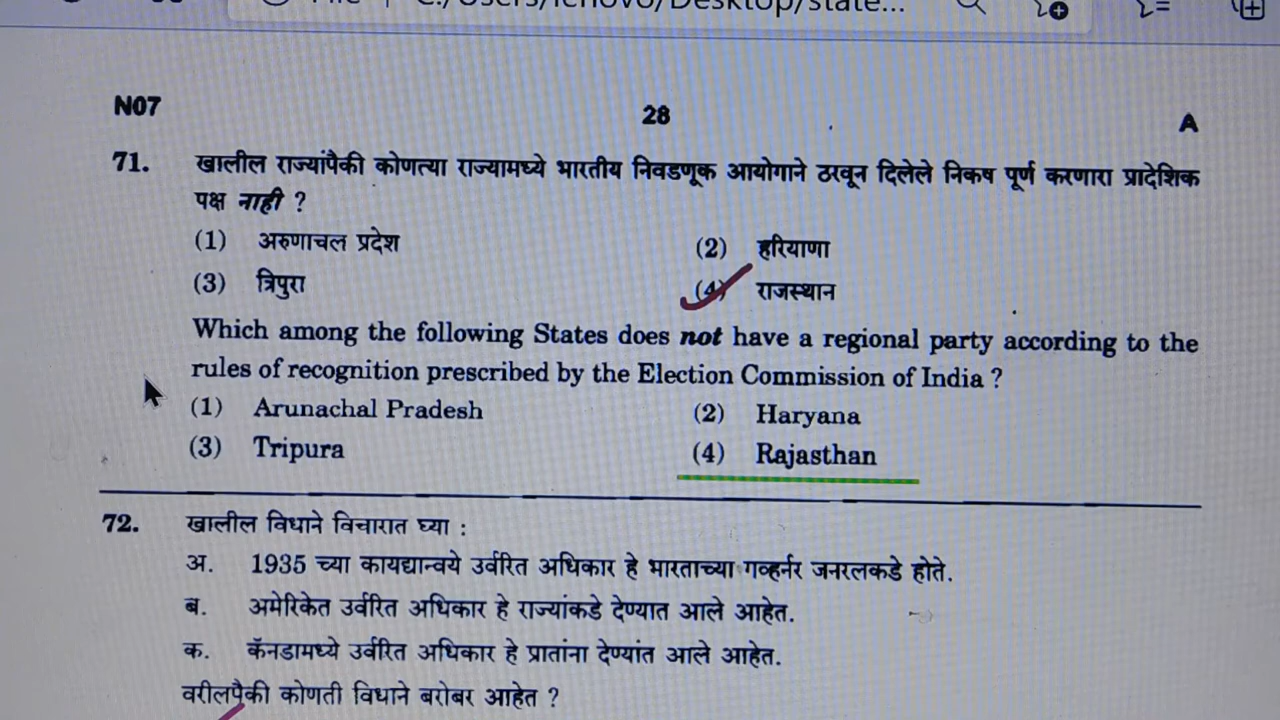 C:/Users/lenovo/Desktop/state...
N07
28
A
71. खालील राज्यांपैकी कोणत्या राज्यामध्ये भारतीय निवडणूक आयोगाने ठरवून दिलेले निकष पूर्ण करणारा प्रादेशिक
पक्ष नाही ?
(1) अरुणाचल प्रदेश (2) हरियाणा
(3) त्रिपुरा (4) राजस्थान
Which among the following States does not have a regional party according to the
rules of recognition prescribed by the Election Commission of India ?
(1) Arunachal Pradesh (2) Haryana
(3) Tripura (4) Rajasthan
72. खालील विधाने विचारात घ्या :
अ. 1935 च्या कायद्यान्वये उर्वरित अधिकार हे भारताच्या गव्हर्नर जनरलकडे होते.
ब. अमेरिकेत उर्वरित अधिकार हे राज्यांकडे देण्यात आले आहेत.
क. कॅनडामध्ये उर्वरित अधिकार हे प्रातांना देण्यांत आले आहेत.
वरीलपैकी कोणती विधाने बरोबर आहेत ?